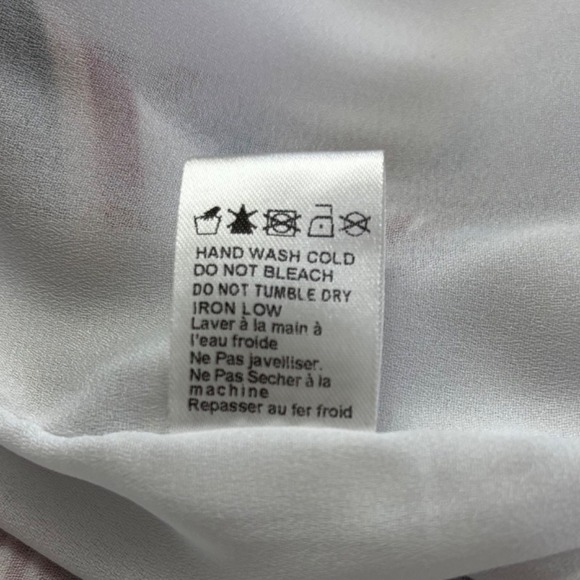 HAND WASH COLD
DO NOT BLEACH
DO NOT TUMBLE DRY
IRON LOW
Laver à la main à
l'eau froide
Ne Pas javelliser.
Ne Pas Secher à la
machine
Repasser au fer froid